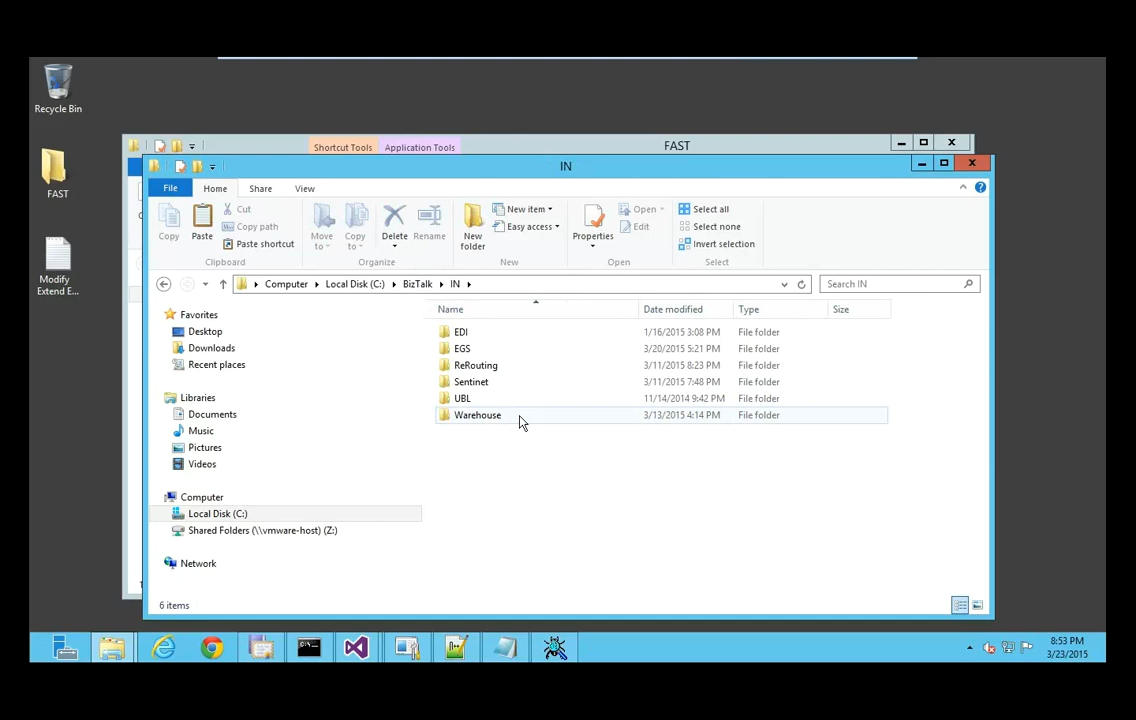 Recycle Bin
FAST
Modify
Extend E...
Shortcut Tools
Application Tools
FAST
IN
File
Home
Share
View
Copy
Paste
Cut
Copy path
Paste shortcut
Clipboard
Move
to
Copy
to
Delete
Rename
Organize
New
folder
New item
Easy access
New
Properties
Open
Edit
Open
Select all
Select none
Invert selection
Select
Computer
Local Disk (C:)
BizTalk
IN
Search IN
Favorites
Desktop
Downloads
Recent places
Libraries
Documents
Music
Pictures
Videos
Computer
Local Disk (C:)
Shared Folders (\\vmware-host) (Z:)
Network
Name Date modified Type Size
EDI 1/16/2015 3:08 PM File folder
EGS 3/20/2015 5:21 PM File folder
ReRouting 3/11/2015 8:23 PM File folder
Sentinet 3/11/2015 7:48 PM File folder
UBL 11/14/2014 9:42 PM File folder
Warehouse 3/13/2015 4:14 PM File folder
6 items
8:53 PM
3/23/2015